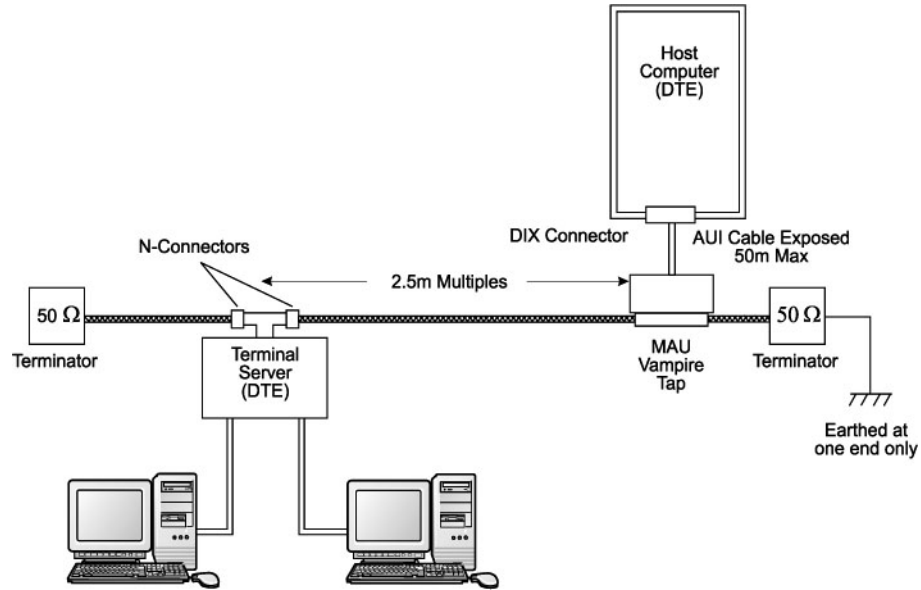 Host
Computer
(DTE)
DIX Connector
AUI Cable Exposed
50m Max
N-Connectors
2.5m Multiples
50 Ω
Terminator
Terminal
Server
(DTE)
MAU
Vampire
Tap
50 Ω
Terminator
Earthed at
one end only